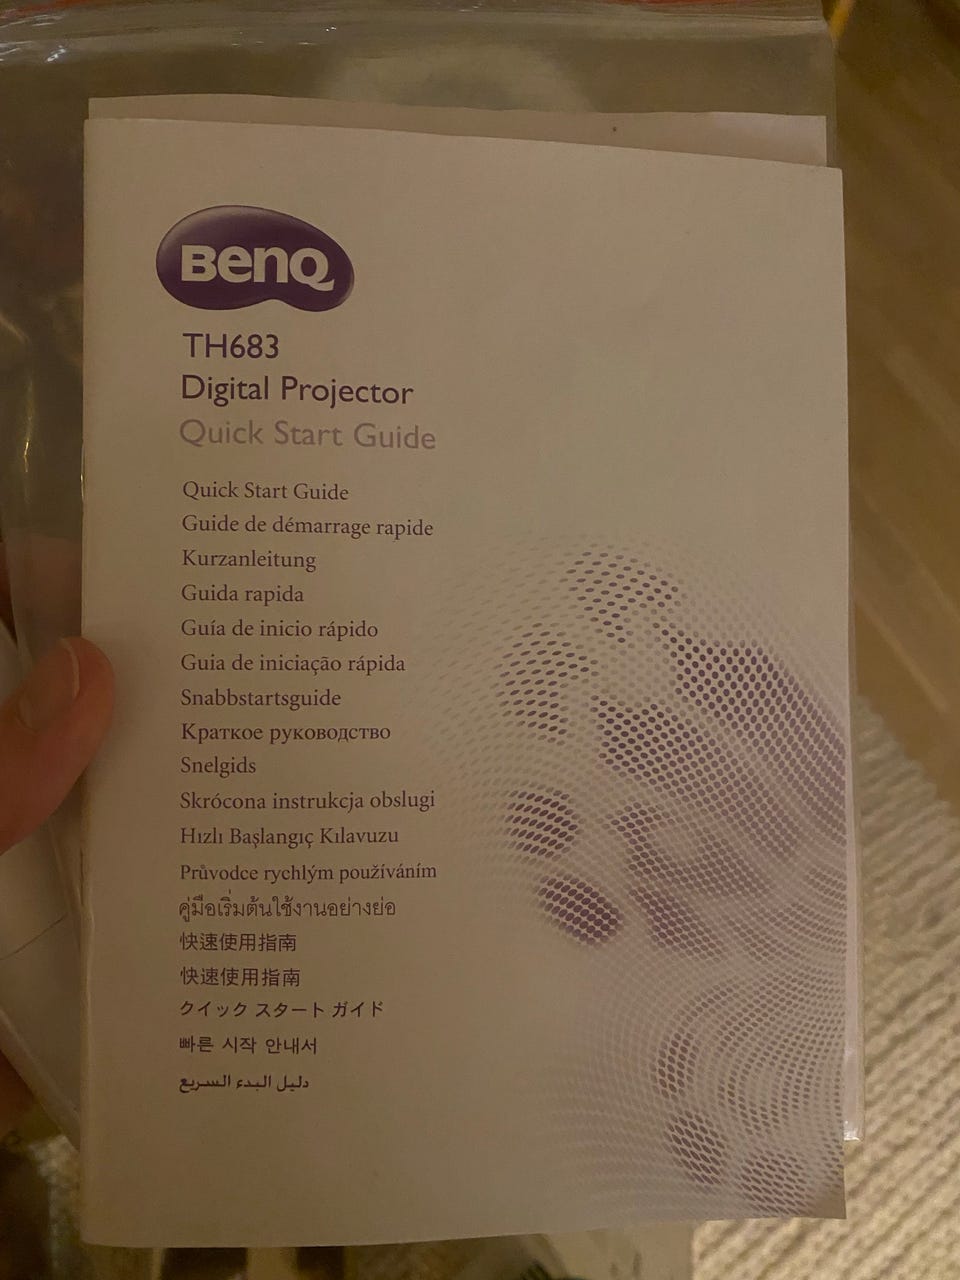 BenQ
TH683
Digital Projector
Quick Start Guide
Quick Start Guide
Guide de démarrage rapide
Kurzanleitung
Guida rapida
Guía de inicio rápido
Guia de iniciação rápida
Snabbstartsguide
Краткое руководство
Snelgids
Skrócona instrukcja obslugi
Hızlı Başlangıç Kılavuzu
Průvodce rychlým používáním
คู่มือเริ่มต้นใช้งานอย่างย่อ
快速使用指南
快速使用指南
クイック スタート ガイド
빠른 시작 안내서
دليل البدء السريع